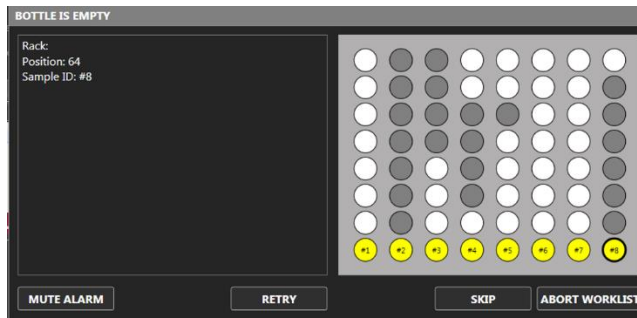 BOTTLE IS EMPTY
Rack:
Position: 64
Sample ID: #8
#1 #2 #3 #4 #5 #6 #7 #8
MUTE ALARM RETRY SKIP ABORT WORKLIST